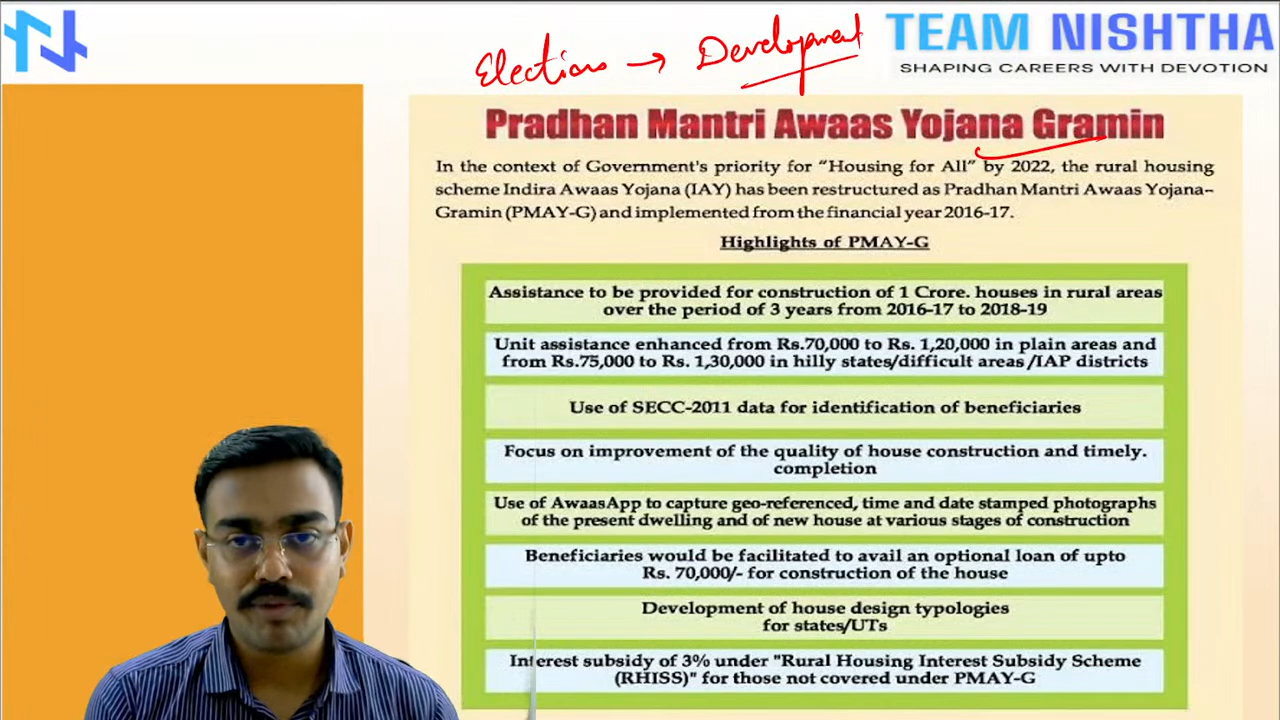 Elections → Development
TEAM NISHTHA
SHAPING CAREERS WITH DEVOTION
Pradhan Mantri Awaas Yojana Gramin
In the context of Government's priority for "Housing for All" by 2022, the rural housing
scheme Indira Awaas Yojana (IAY) has been restructured as Pradhan Mantri Awaas Yojana-
Gramin (PMAY-G) and implemented from the financial year 2016-17.
Highlights of PMAY-G
Assistance to be provided for construction of 1 Crore. houses in rural areas
over the period of 3 years from 2016-17 to 2018-19
Unit assistance enhanced from Rs.70,000 to Rs. 1,20,000 in plain areas and
from Rs.75,000 to Rs. 1,30,000 in hilly states/difficult areas /IAP districts
Use of SECC-2011 data for identification of beneficiaries
Focus on improvement of the quality of house construction and timely.
completion
Use of AwaasApp to capture geo-referenced, time and date stamped photographs
of the present dwelling and of new house at various stages of construction
Beneficiaries would be facilitated to avail an optional loan of upto
Rs. 70,000/- for construction of the house
Development of house design typologies
for states/UTs
Interest subsidy of 3% under "Rural Housing Interest Subsidy Scheme
(RHISS)" for those not covered under PMAY-G